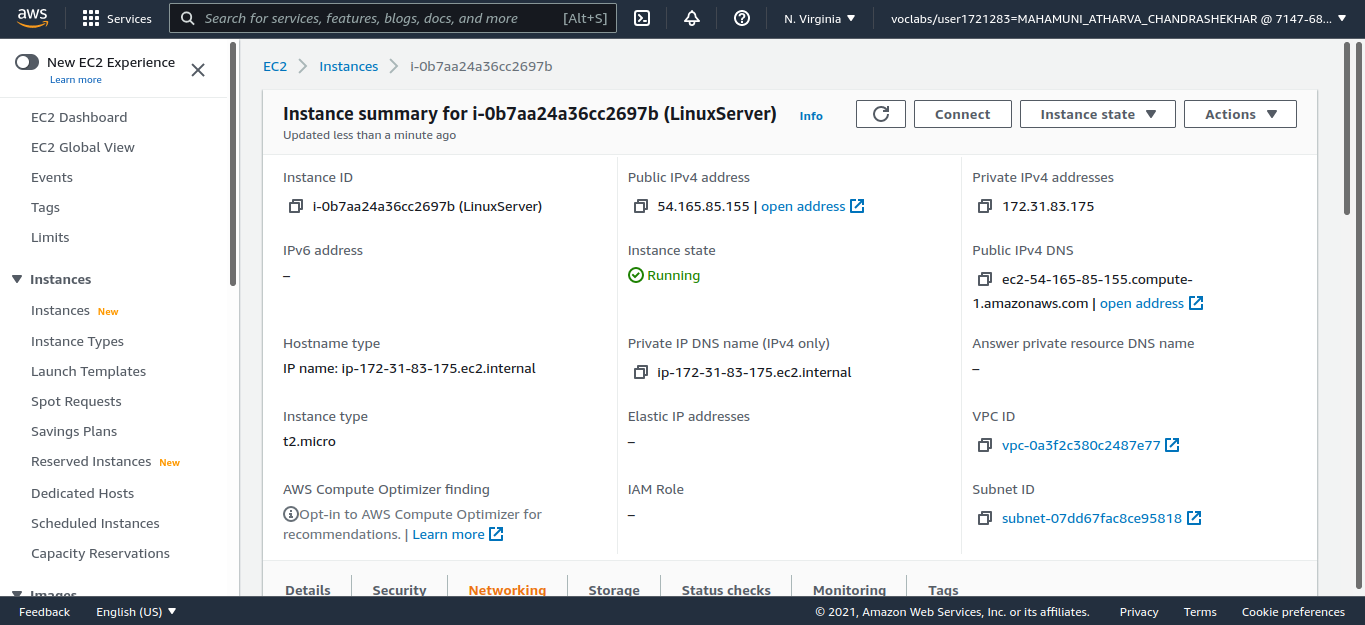 aws
Services
Search for services, features, blogs, docs, and more
[Alt+S]
N. Virginia
voclabs/user1721283=MAHAMUNI_ATHARVA_CHANDRASHEKHAR @ 7147-68...
New EC2 Experience
Learn more
EC2 Dashboard
EC2 Global View
Events
Tags
Limits
Instances
Instances New
Instance Types
Launch Templates
Spot Requests
Savings Plans
Reserved Instances New
Dedicated Hosts
Scheduled Instances
Capacity Reservations
Images
EC2 > Instances > i-0b7aa24a36cc2697b
Instance summary for i-0b7aa24a36cc2697b (LinuxServer) Info
Updated less than a minute ago
Connect
Instance state
Actions
Instance ID
i-0b7aa24a36cc2697b (LinuxServer)
Public IPv4 address
54.165.85.155 | open address
Private IPv4 addresses
172.31.83.175
IPv6 address
–
Instance state
Running
Public IPv4 DNS
ec2-54-165-85-155.compute-
1.amazonaws.com | open address
Hostname type
IP name: ip-172-31-83-175.ec2.internal
Private IP DNS name (IPv4 only)
ip-172-31-83-175.ec2.internal
Answer private resource DNS name
–
Instance type
t2.micro
Elastic IP addresses
–
VPC ID
vpc-0a3f2c380c2487e77
AWS Compute Optimizer finding
Opt-in to AWS Compute Optimizer for
recommendations. | Learn more
IAM Role
–
Subnet ID
subnet-07dd67fac8ce95818
Details
Security
Networking
Storage
Status checks
Monitoring
Tags
Feedback
English (US)
© 2021, Amazon Web Services, Inc. or its affiliates.
Privacy
Terms
Cookie preferences